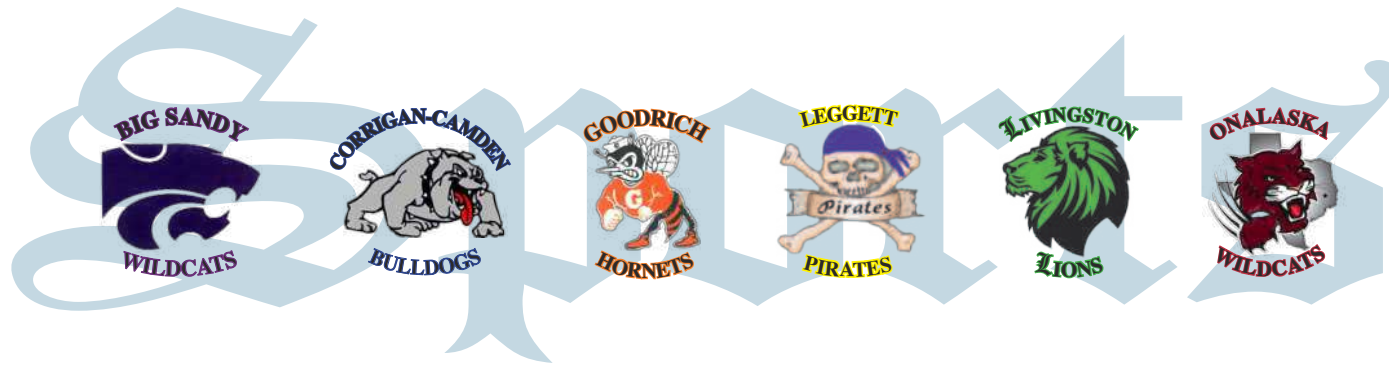 Sports
BIG SANDY
WILDCATS
CORRIGAN-CAMDEN
BULLDOGS
GOODRICH
G
HORNETS
LEGGETT
Pirates
PIRATES
LIVINGSTON
LIONS
ONALASKA
WILDCATS